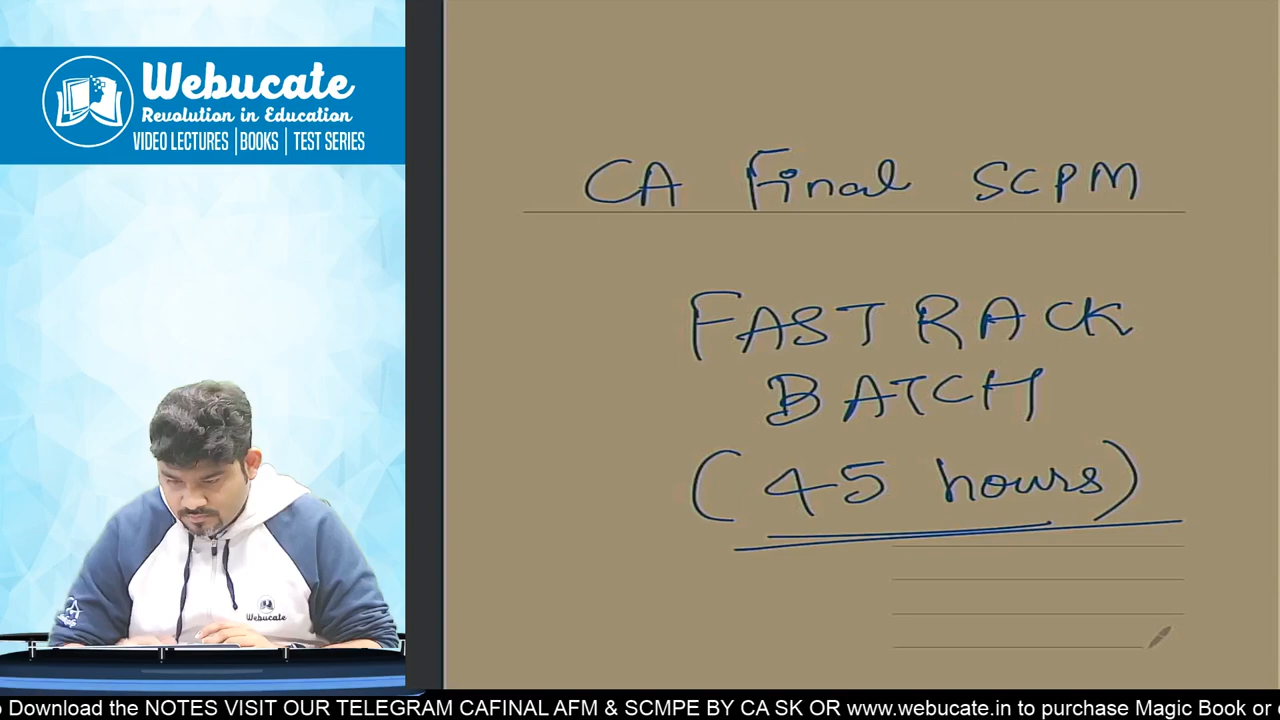 Webucate
Revolution in Education
VIDEO LECTURES | BOOKS | TEST SERIES
CA Final SCPM
FASTRACK
BATCH
(45 hours)
Webucate
o Download the NOTES VISIT OUR TELEGRAM CAFINAL AFM & SCMPE BY CA SK OR www.webucate.in to purchase Magic Book or